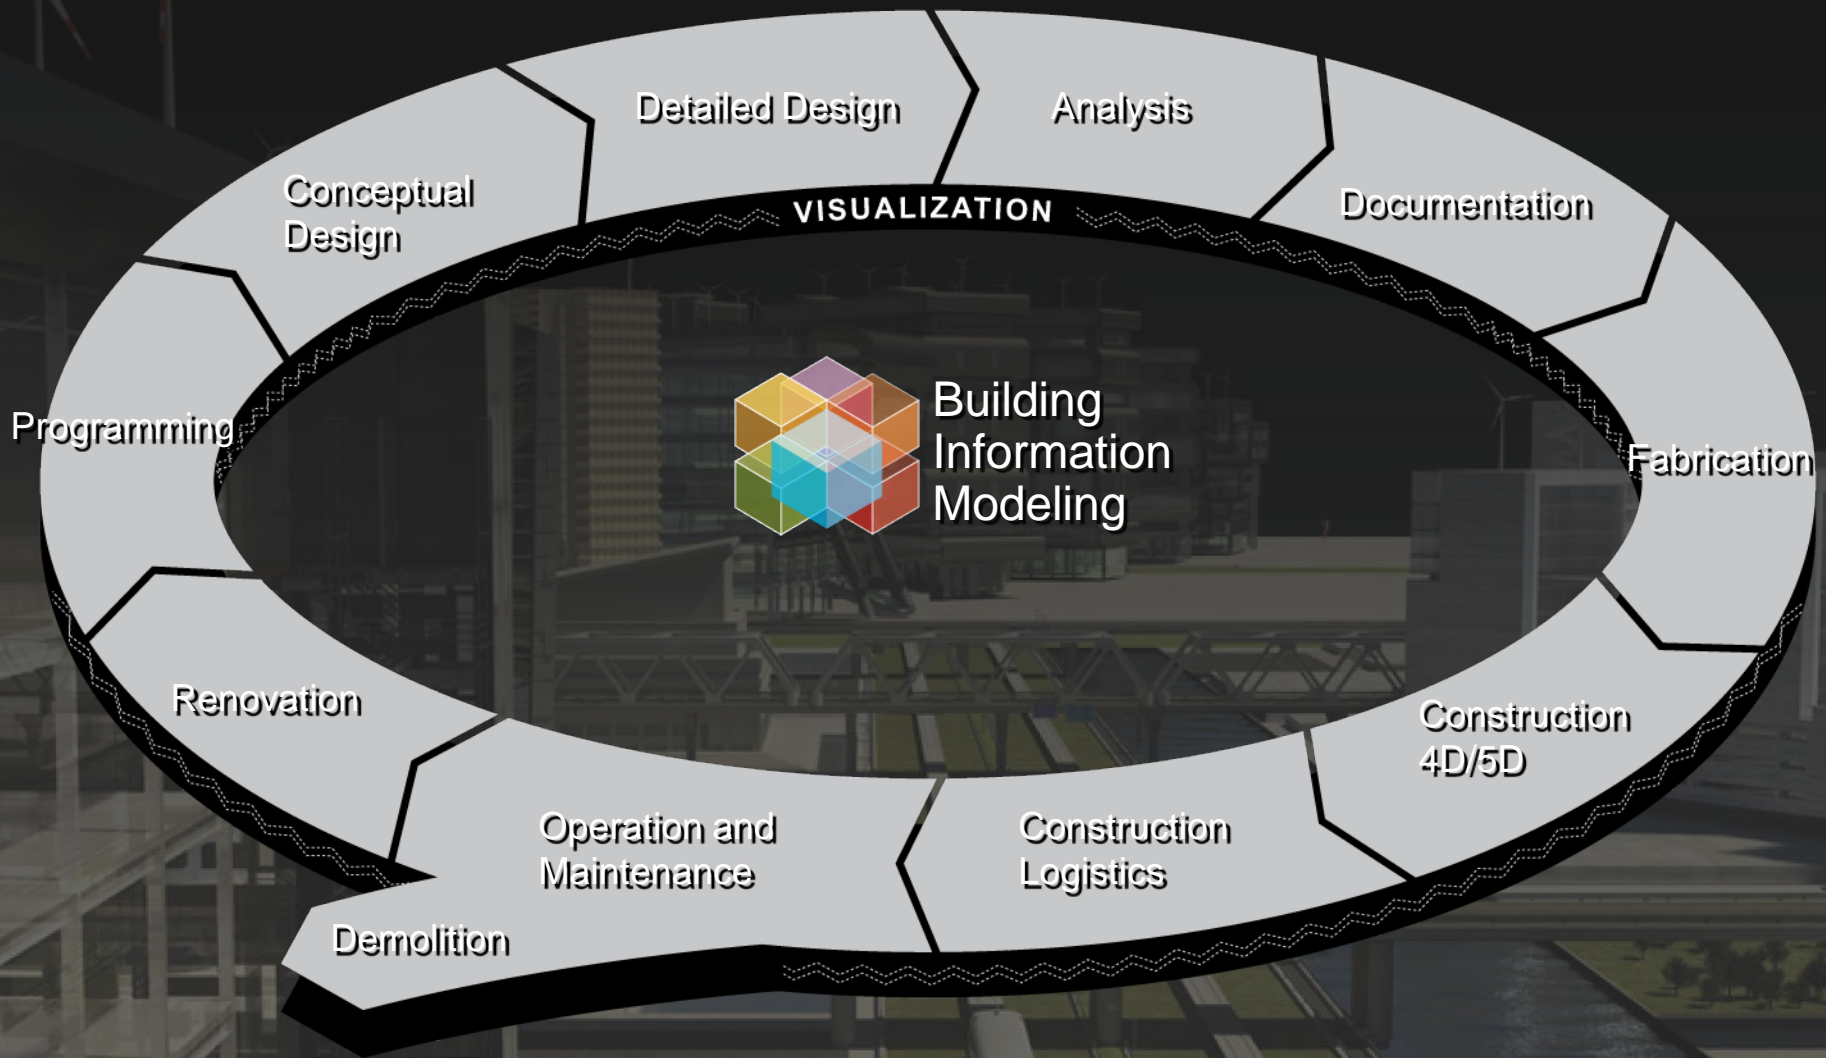 Detailed Design
Analysis
Conceptual
Design
Documentation
VISUALIZATION
Programming
Building
Information
Modeling
Fabrication
Renovation
Construction
4D/5D
Operation and
Maintenance
Construction
Logistics
Demolition